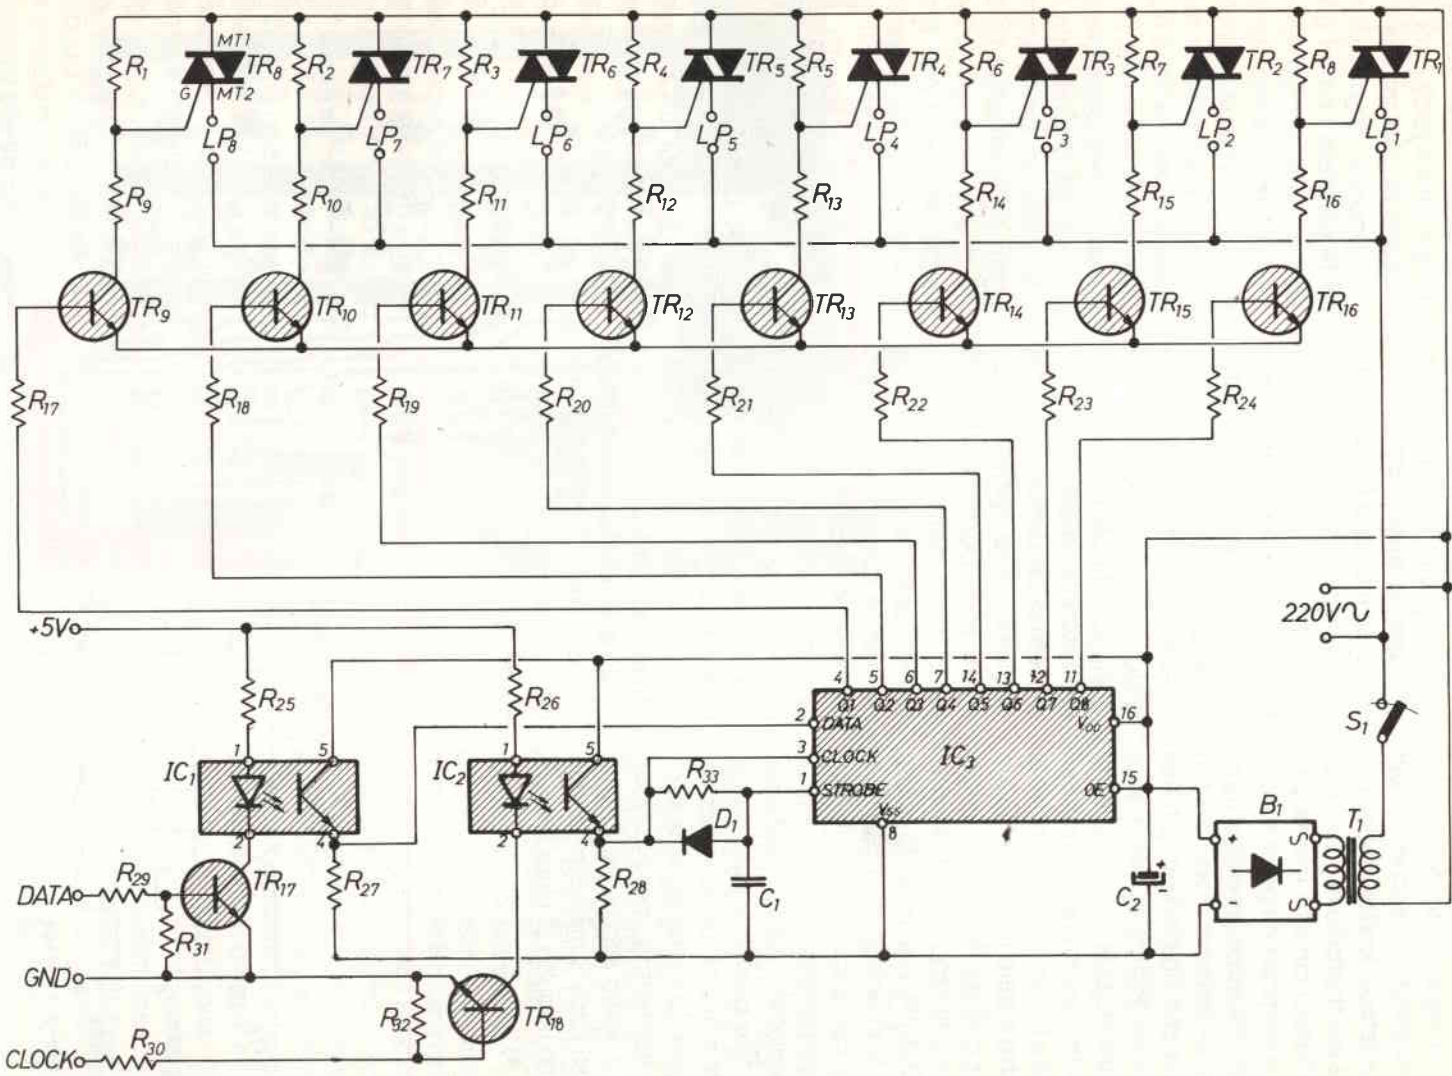 R1 MT1 TR8 G MT2 R2 TR7 R3 TR6 R4 TR5 R5 TR4 R6 TR3 R7 TR2 R8 TR1
LP8 LP7 LP6 LP5 LP4 LP3 LP2 LP1
R9 R10 R11 R12 R13 R14 R15 R16
TR9 TR10 TR11 TR12 TR13 TR14 TR15 TR16
R17 R18 R19 R20 R21 R22 R23 R24
220V~
+5V
4 5 6 7 14 13 12 11
Q1 Q2 Q3 Q4 Q5 Q6 Q7 Q8
R25 R26
2 DATA VDD 16
S1
3 CLOCK IC3
IC1 1 5
IC2 1 5
R33
1 STROBE OE 15
VSS
8
B1 T1
D1
+ -
2 4
2 4
C1
C2 + -
R27 R28
DATA R29 TR17
R31
GND
R32 TR18
CLOCK R30